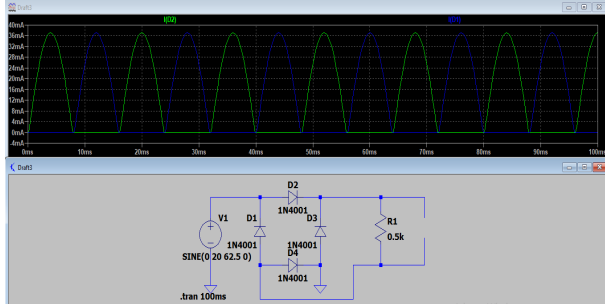 Draft3
I(D2)
I(D1)
40mA
36mA
32mA
28mA
24mA
20mA
16mA
12mA
8mA
4mA
0mA
-4mA
0ms 10ms 20ms 30ms 40ms 50ms 60ms 70ms 80ms 90ms 100ms
Draft3
D2
1N4001
V1 D1 D3 R1
1N4001 1N4001 0.5k
D4
SINE(0 20 62.5 0)
1N4001
.tran 100ms